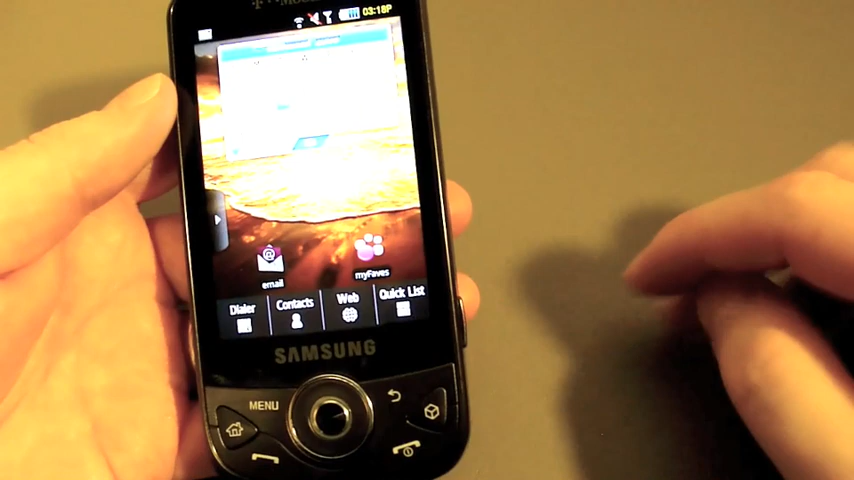 03:18P
email
myFaves
Dialer
Contacts
Web
Quick List
SAMSUNG
MENU